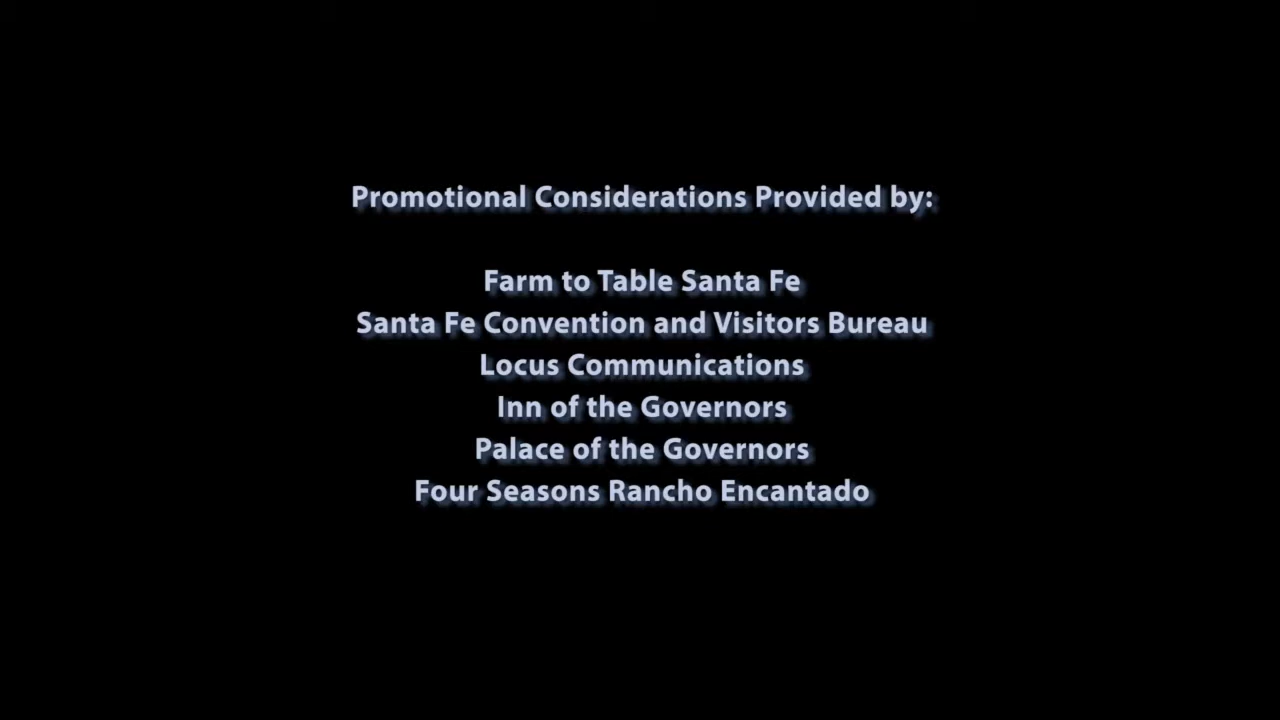 Promotional Considerations Provided by:
Farm to Table Santa Fe
Santa Fe Convention and Visitors Bureau
Locus Communications
Inn of the Governors
Palace of the Governors
Four Seasons Rancho Encantado